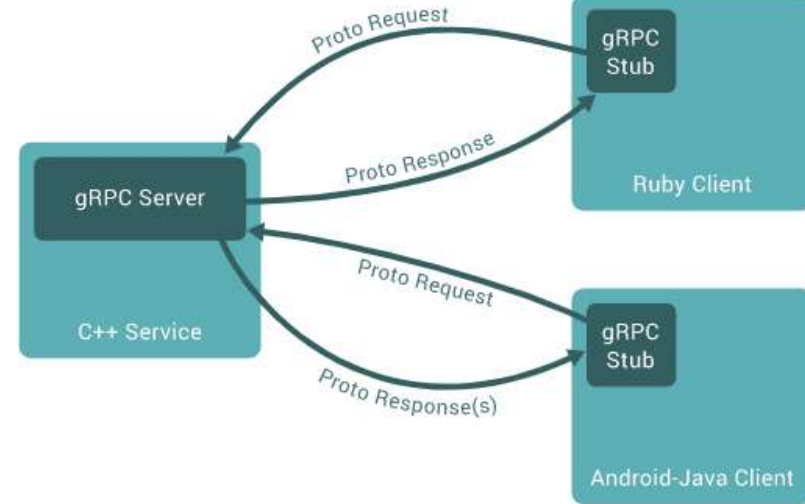 Proto Request
gRPC
Stub
Proto Response
Ruby Client
gRPC Server
C++ Service
Proto Request
Proto Response(s)
gRPC
Stub
Android-Java Client